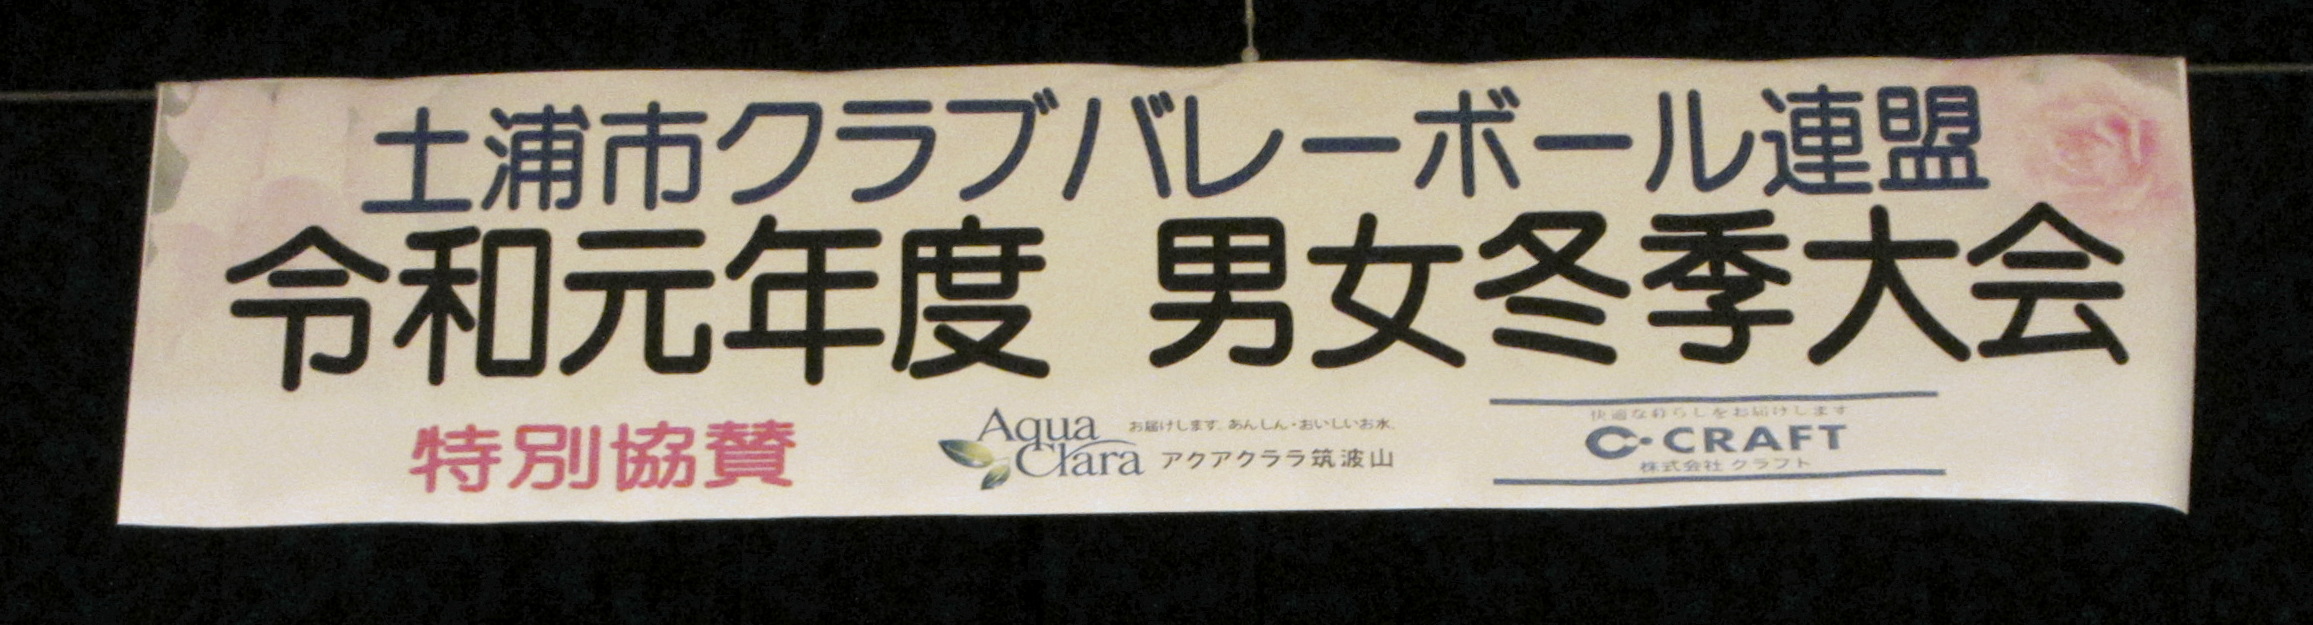 土浦市クラブバレーボール連盟
令和元年度 男女冬季大会
特別協賛
Aqua Clara
お届けします。あんしん・おいしいお水。
アクアクララ筑波山
快適な暮らしをお届けします
C・CRAFT
株式会社 クラフト